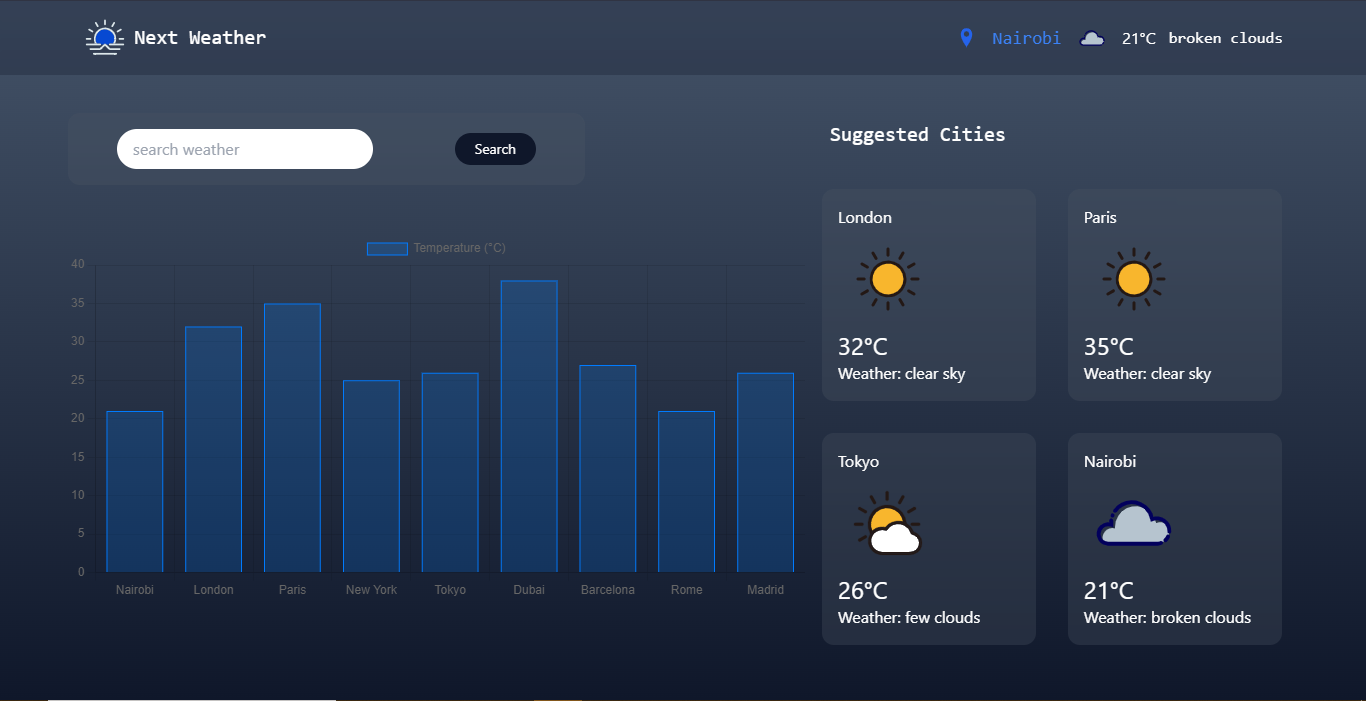 Next Weather
Nairobi 21°C broken clouds
search weather Search
Temperature (°C)
40
35
30
25
20
15
10
5
0
Nairobi London Paris New York Tokyo Dubai Barcelona Rome Madrid
Suggested Cities
London
32°C
Weather: clear sky
Paris
35°C
Weather: clear sky
Tokyo
26°C
Weather: few clouds
Nairobi
21°C
Weather: broken clouds